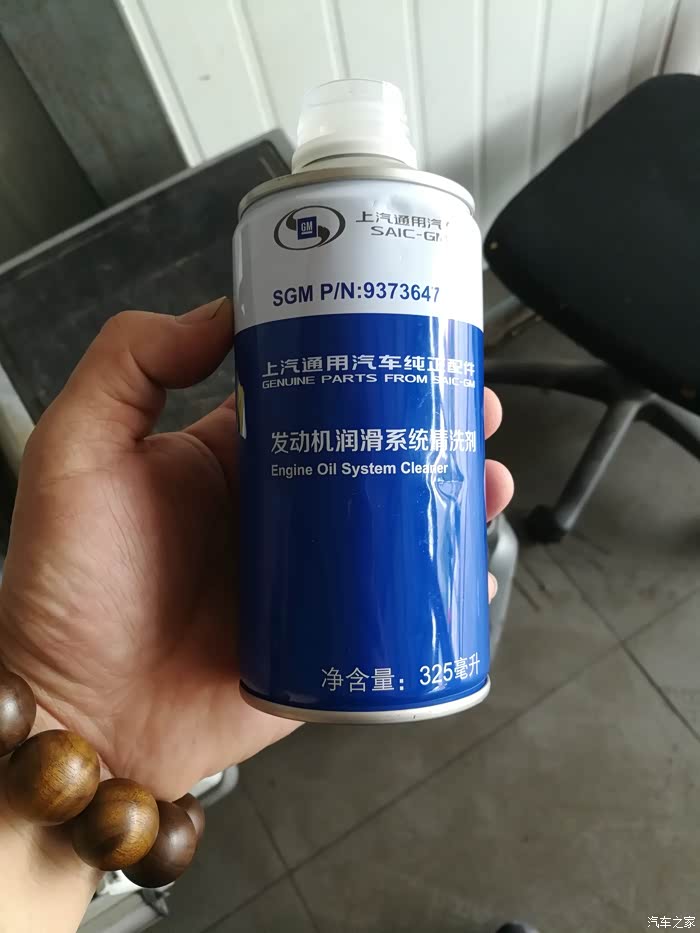 GM
上汽通用汽
SAIC-GM
SGM P/N:9373647
上汽通用汽车纯正配件
GENUINE PARTS FROM SAIC-GM
发动机润滑系统清洗剂
Engine Oil System Cleaner
净含量：325毫升
汽车之家